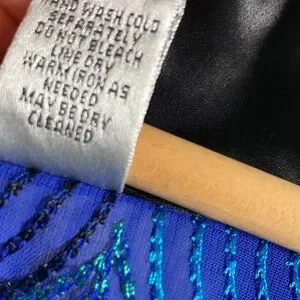 HAND WASH COLD
SEPARATELY
DO NOT BLEACH
LINE DRY
WARM IRON AS
NEEDED
MAY BE DRY
CLEANED